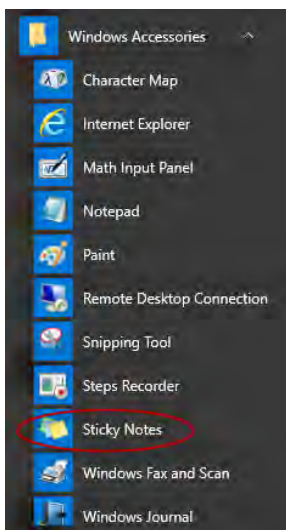 Windows Accessories
Character Map
Internet Explorer
Math Input Panel
Notepad
Paint
Remote Desktop Connection
Snipping Tool
Steps Recorder
Sticky Notes
Windows Fax and Scan
Windows Journal